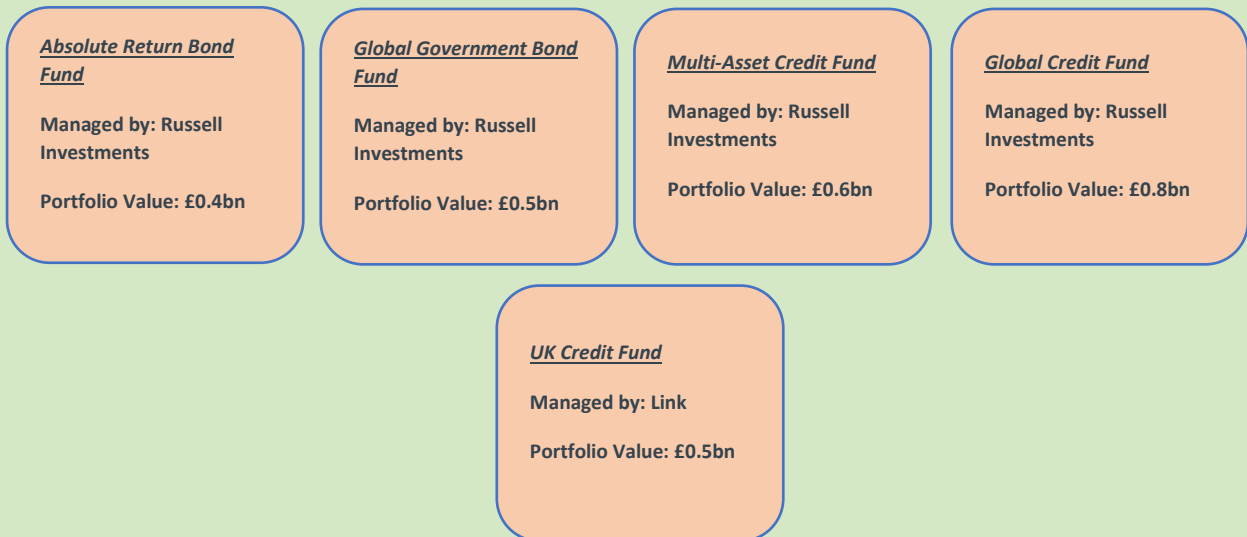 Absolute Return Bond
Fund
Managed by: Russell
Investments
Portfolio Value: £0.4bn
Global Government Bond
Fund
Managed by: Russell
Investments
Portfolio Value: £0.5bn
Multi-Asset Credit Fund
Managed by: Russell
Investments
Portfolio Value: £0.6bn
Global Credit Fund
Managed by: Russell
Investments
Portfolio Value: £0.8bn
UK Credit Fund
Managed by: Link
Portfolio Value: £0.5bn